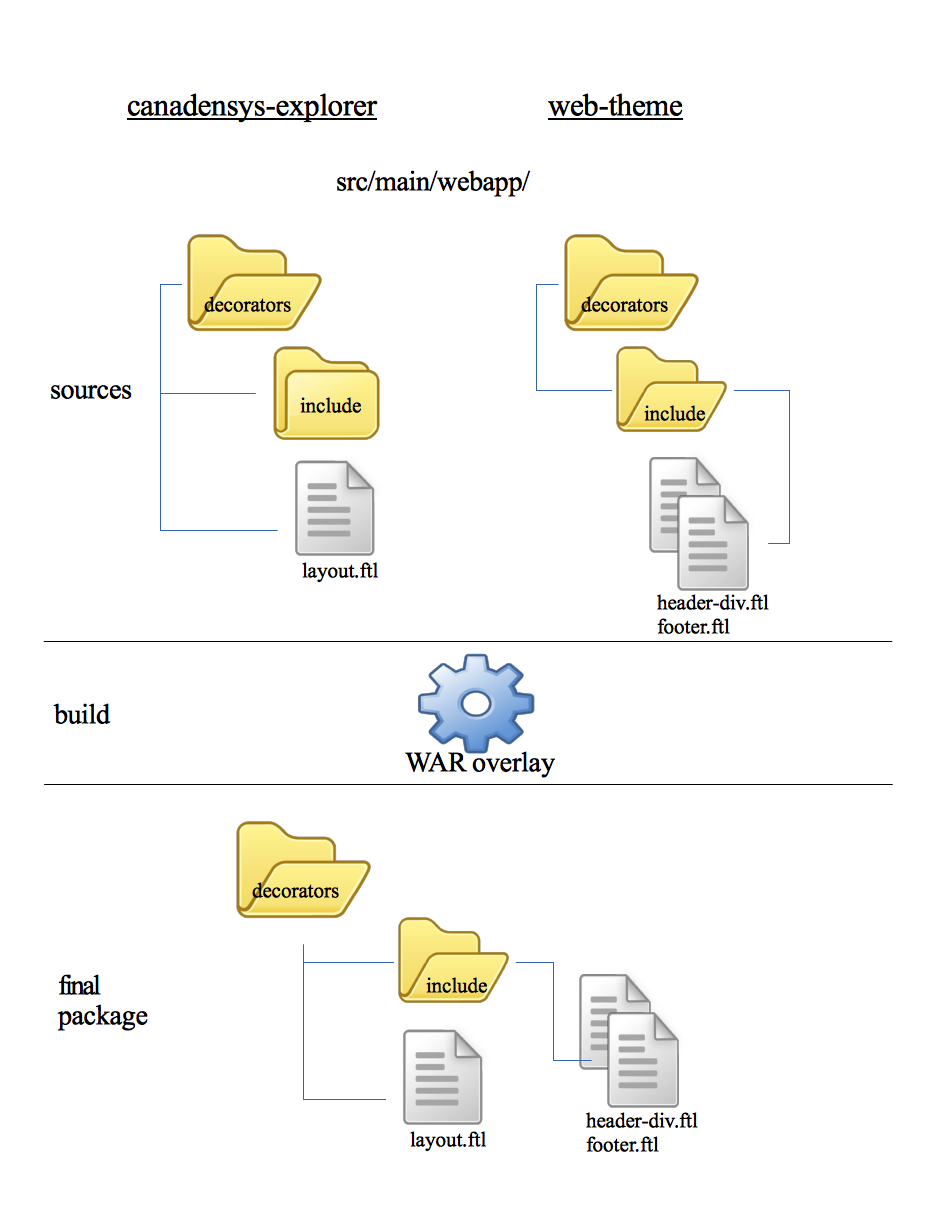 canadensys-explorer
web-theme
src/main/webapp/
decorators
decorators
sources
include
include
layout.ftl
header-div.ftl
footer.ftl
build
WAR overlay
decorators
final
package
include
layout.ftl
header-div.ftl
footer.ftl